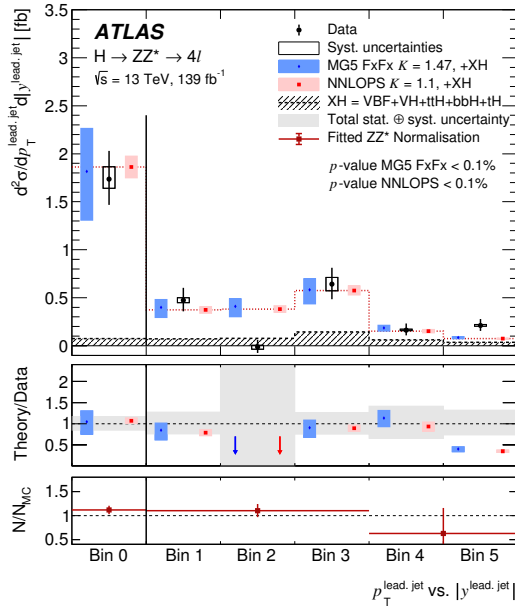 d²σ/dp_T^{lead. jet} d|y^{lead. jet}| [fb]
3.5
3
2.5
2
1.5
1
0.5
0
ATLAS
H → ZZ* → 4l
√s = 13 TeV, 139 fb⁻¹
Data
Syst. uncertainties
MG5 FxFx K = 1.47, +XH
NNLOPS K = 1.1, +XH
XH = VBF+VH+ttH+bbH+tH
Total stat. ⊕ syst. uncertainty
Fitted ZZ* Normalisation
p-value MG5 FxFx < 0.1%
p-value NNLOPS < 0.1%
Theory/Data
2
1.5
1
0.5
N/N_MC
1.5
1
0.5
Bin 0 Bin 1 Bin 2 Bin 3 Bin 4 Bin 5
p_T^{lead. jet} vs. |y^{lead. jet}|